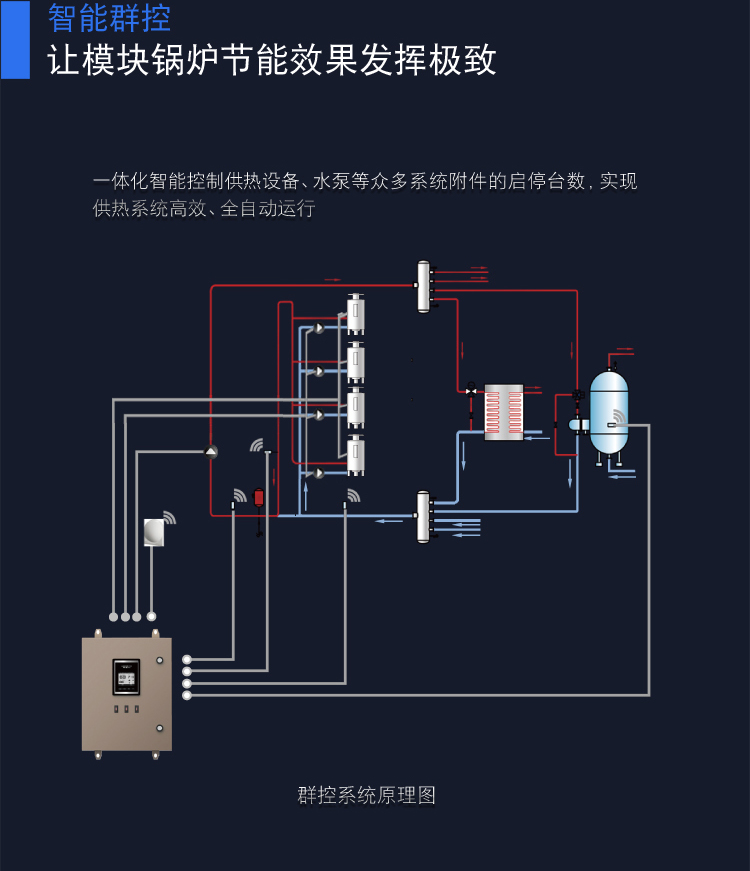 智能群控
让模块锅炉节能效果发挥极致
一体化智能控制供热设备、水泵等众多系统附件的启停台数，实现
供热系统高效、全自动运行
群控系统原理图